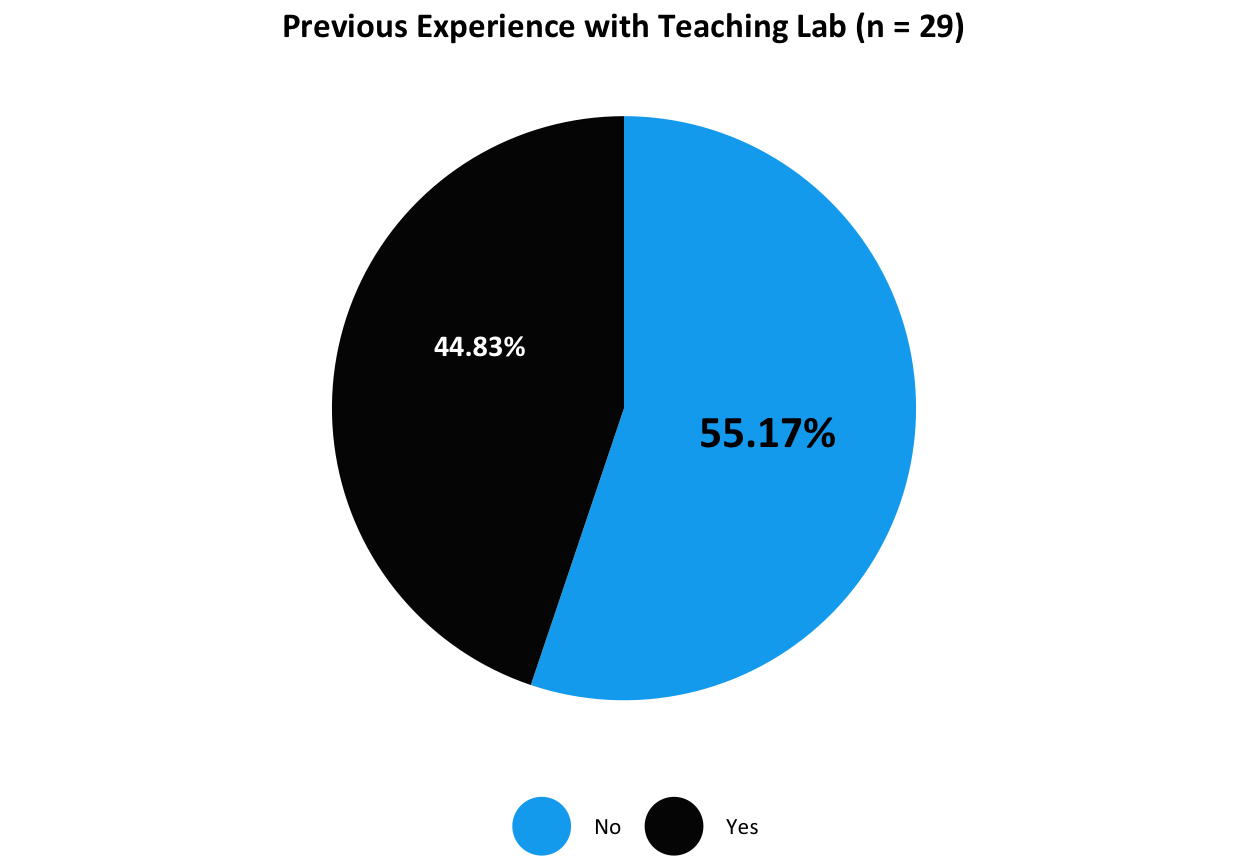 Previous Experience with Teaching Lab (n = 29)
44.83%
55.17%
No Yes